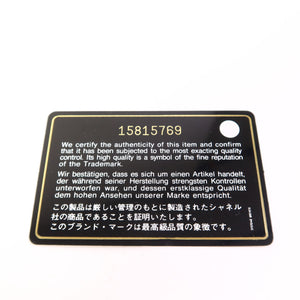 15815769
We certify the authenticity of this item and confirm
that it has been subjected to the most exacting quality
control. Its high quality is a symbol of the fine reputation
of the Trademark.
Wir bestätigen, dass es sich um einen Artikel handelt,
der während seiner Herstellung strengsten Kontrollen
unterworfen war, und dessen erstklassige Qualität
dem hohen Ansehen unserer Marke entspricht.
この製品は厳しい管理のもとに製造されたシャネル
社の商品であることを証明いたします。
このブランド・マークは最高級品質の象徴です。